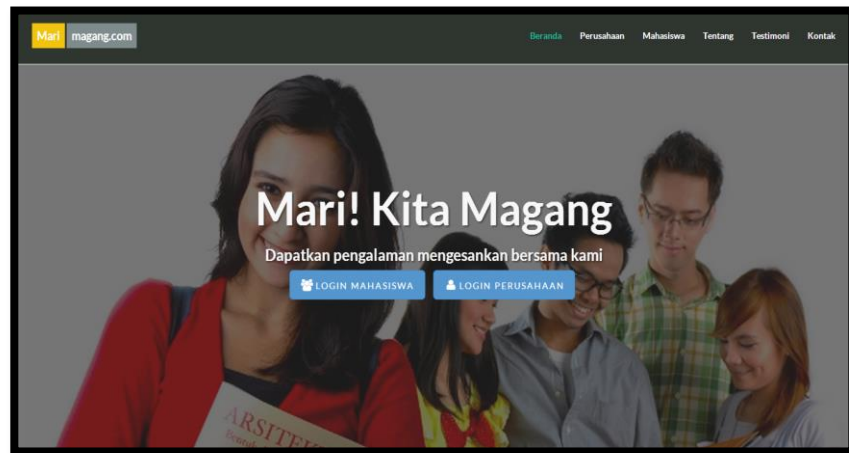 Mari magang.com
Beranda Perusahaan Mahasiswa Tentang Testimoni Kontak
Mari! Kita Magang
Dapatkan pengalaman mengesankan bersama kami
LOGIN MAHASISWA LOGIN PERUSAHAAN
ARSITEK